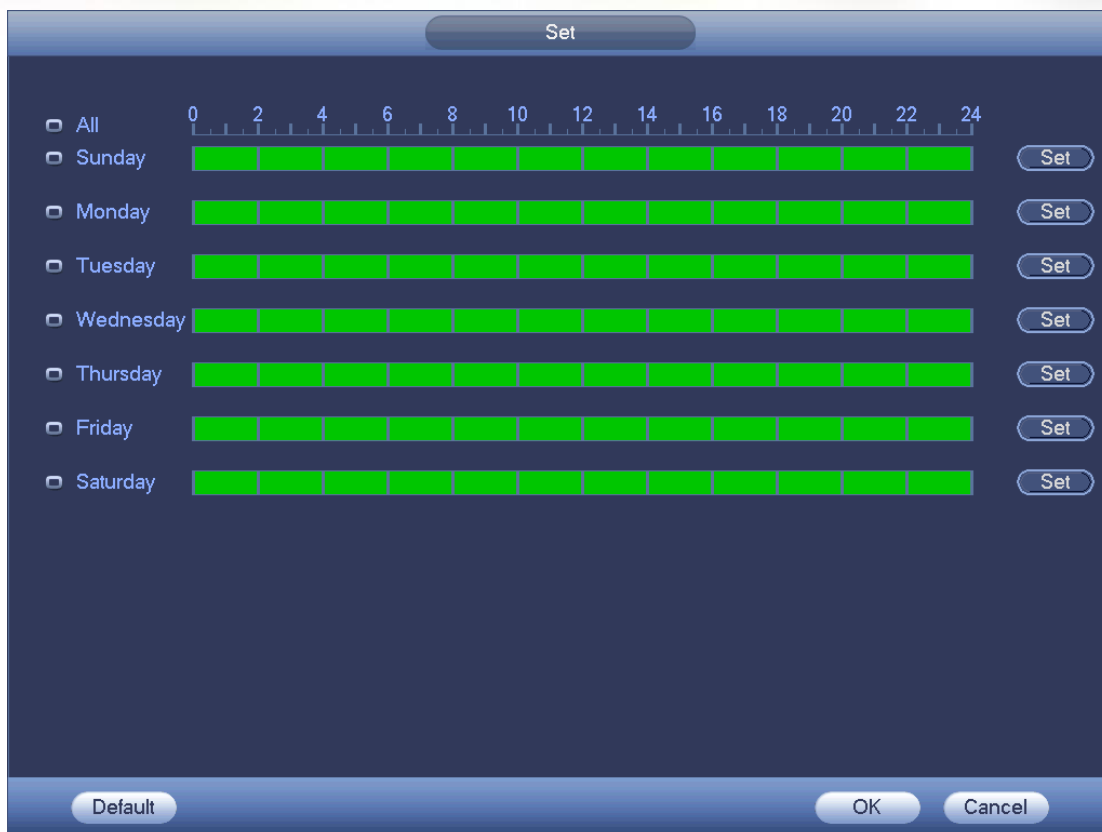 Set
0 2 4 6 8 10 12 14 16 18 20 22 24
All
Sunday Set
Monday Set
Tuesday Set
Wednesday Set
Thursday Set
Friday Set
Saturday Set
Default OK Cancel